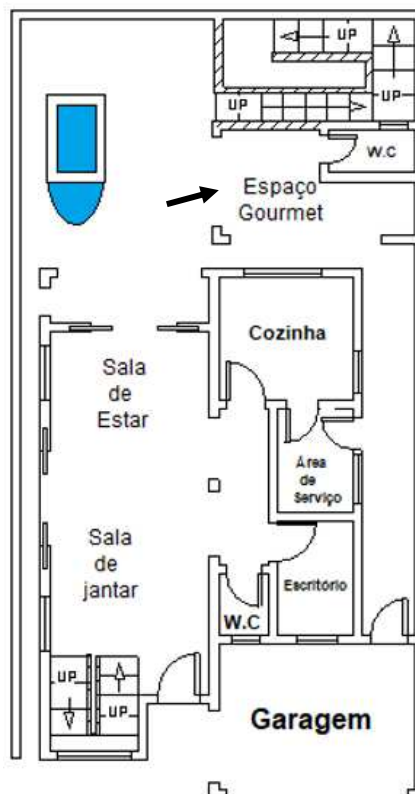 UP
UP
UP
W.C
Espaço
Gourmet
Cozinha
Sala
de
Estar
Área
de
Serviço
Sala
de
jantar
Escritório
W.C
UP
UP
Garagem